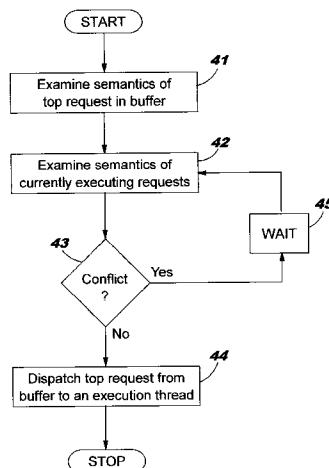 START
41
Examine semantics of
top request in buffer
42
Examine semantics of
currently executing requests
45
WAIT
43
Conflict
?
Yes
No
44
Dispatch top request from
buffer to an execution thread
STOP